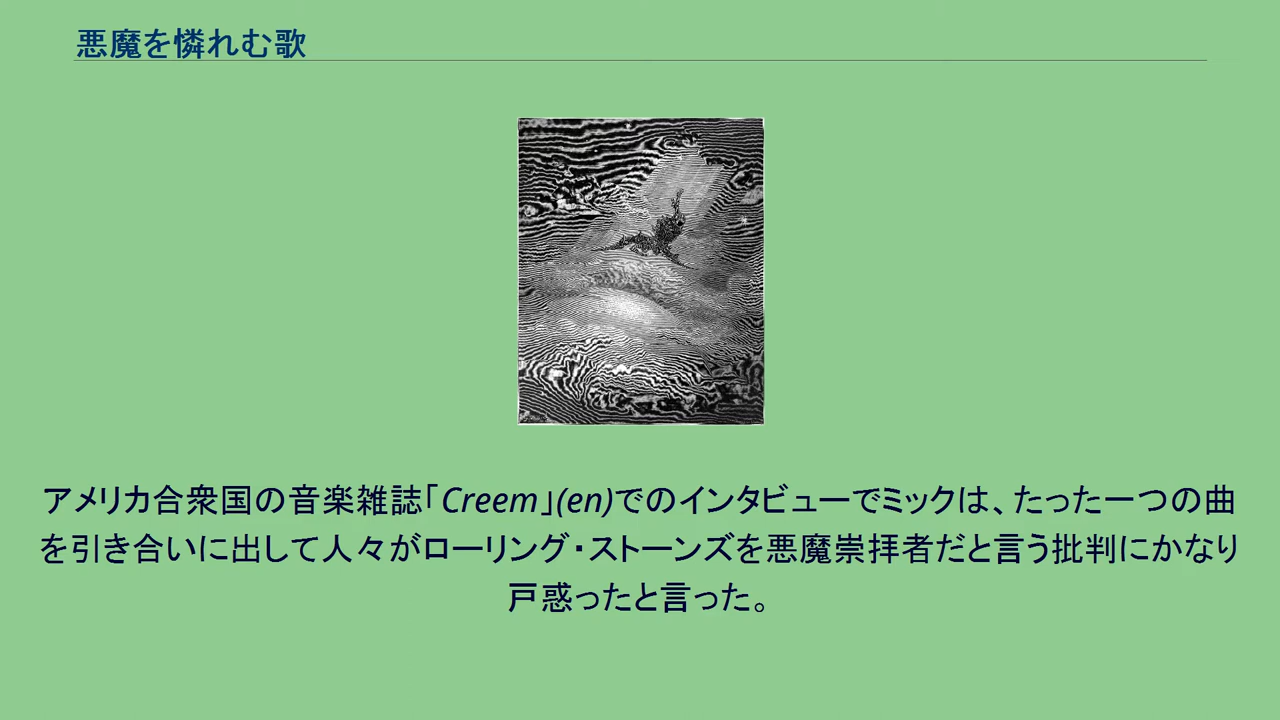 悪魔を憐れむ歌
アメリカ合衆国の音楽雑誌「Creem」(en)でのインタビューでミックは、たった一つの曲
を引き合いに出して人々がローリング・ストーンズを悪魔崇拝者だと言う批判にかなり
戸惑ったと言った。